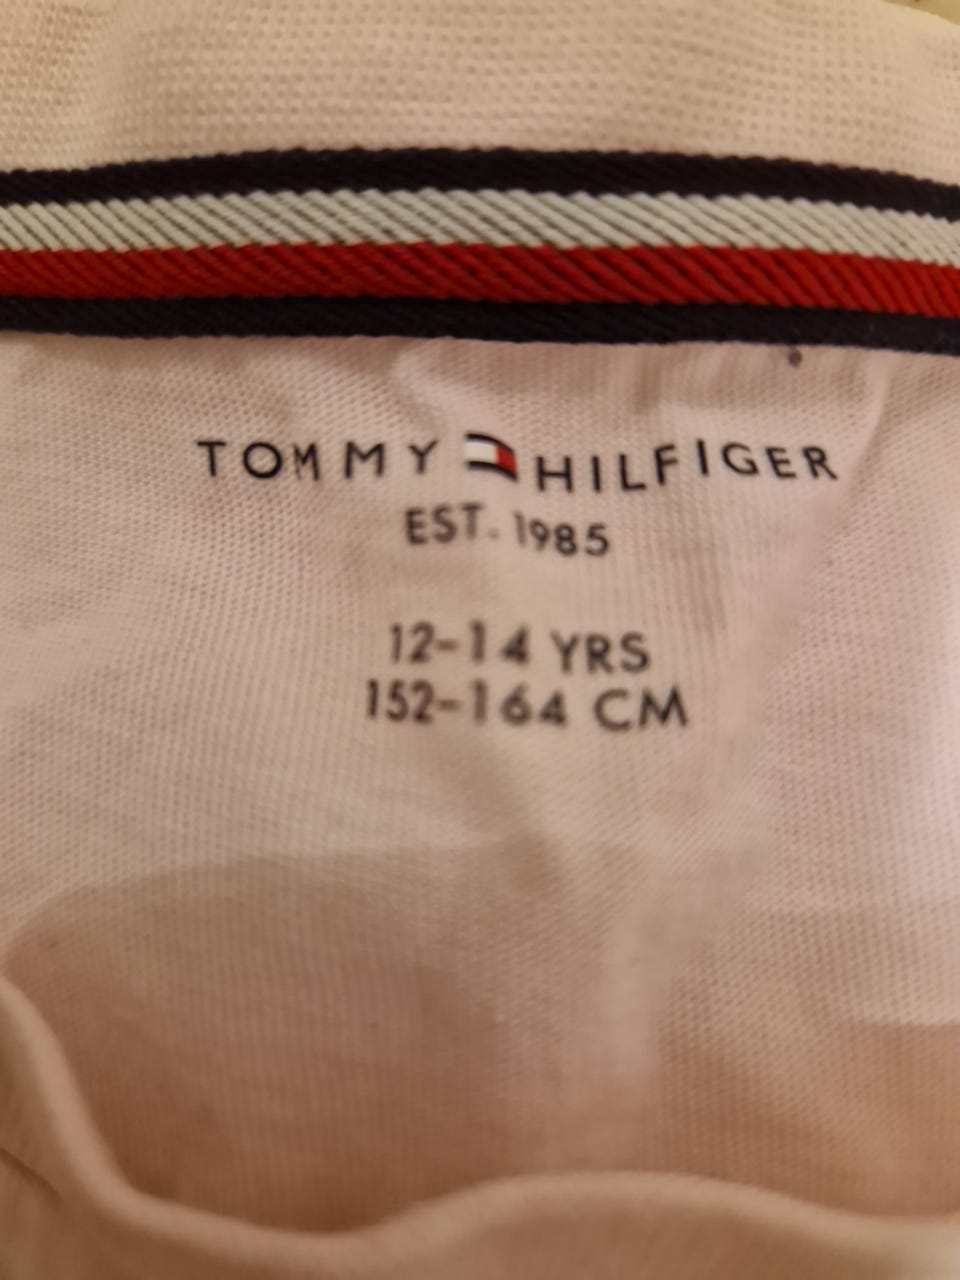 TOMMY HILFIGER
EST. 1985
12-14 YRS
152-164 CM